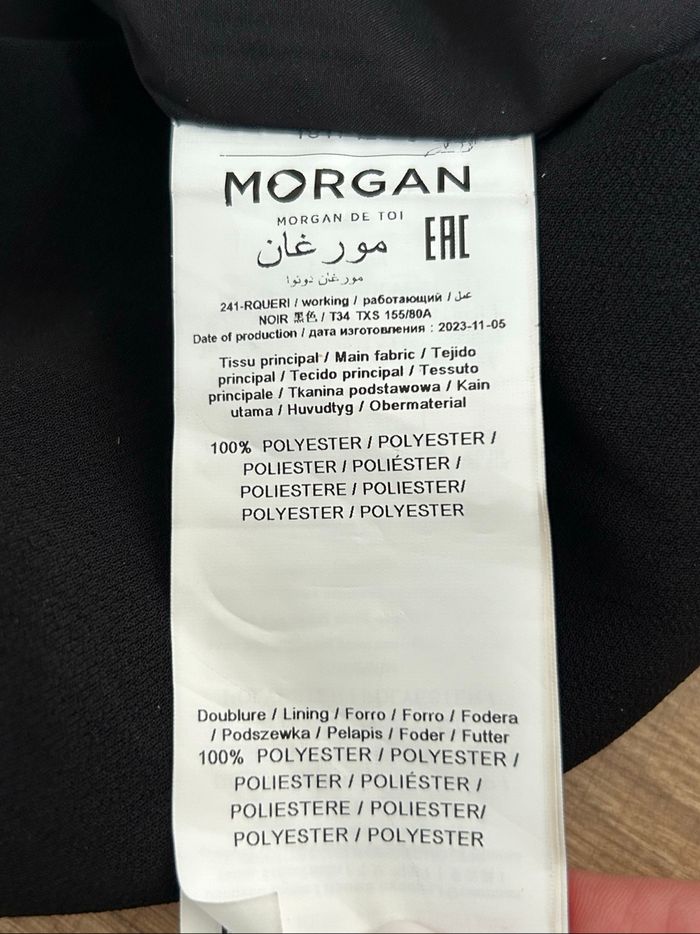 MORGAN
MORGAN DE TOI
مورغان EAC
مورغان دوتوا
241-RQUERI / working / работающий / عمل
NOIR 黑色 / T34 TXS 155/80A
Date of production / дата изготовления : 2023-11-05
Tissu principal / Main fabric / Tejido
principal / Tecido principal / Tessuto
principale / Tkanina podstawowa / Kain
utama / Huvudtyg / Obermaterial
100% POLYESTER / POLYESTER /
POLIESTER / POLIÉSTER /
POLIESTERE / POLIESTER/
POLYESTER / POLYESTER
Doublure / Lining / Forro / Forro / Fodera
/ Podszewka / Pelapis / Foder / Futter
100% POLYESTER / POLYESTER /
POLIESTER / POLIÉSTER /
POLIESTERE / POLIESTER/
POLYESTER / POLYESTER